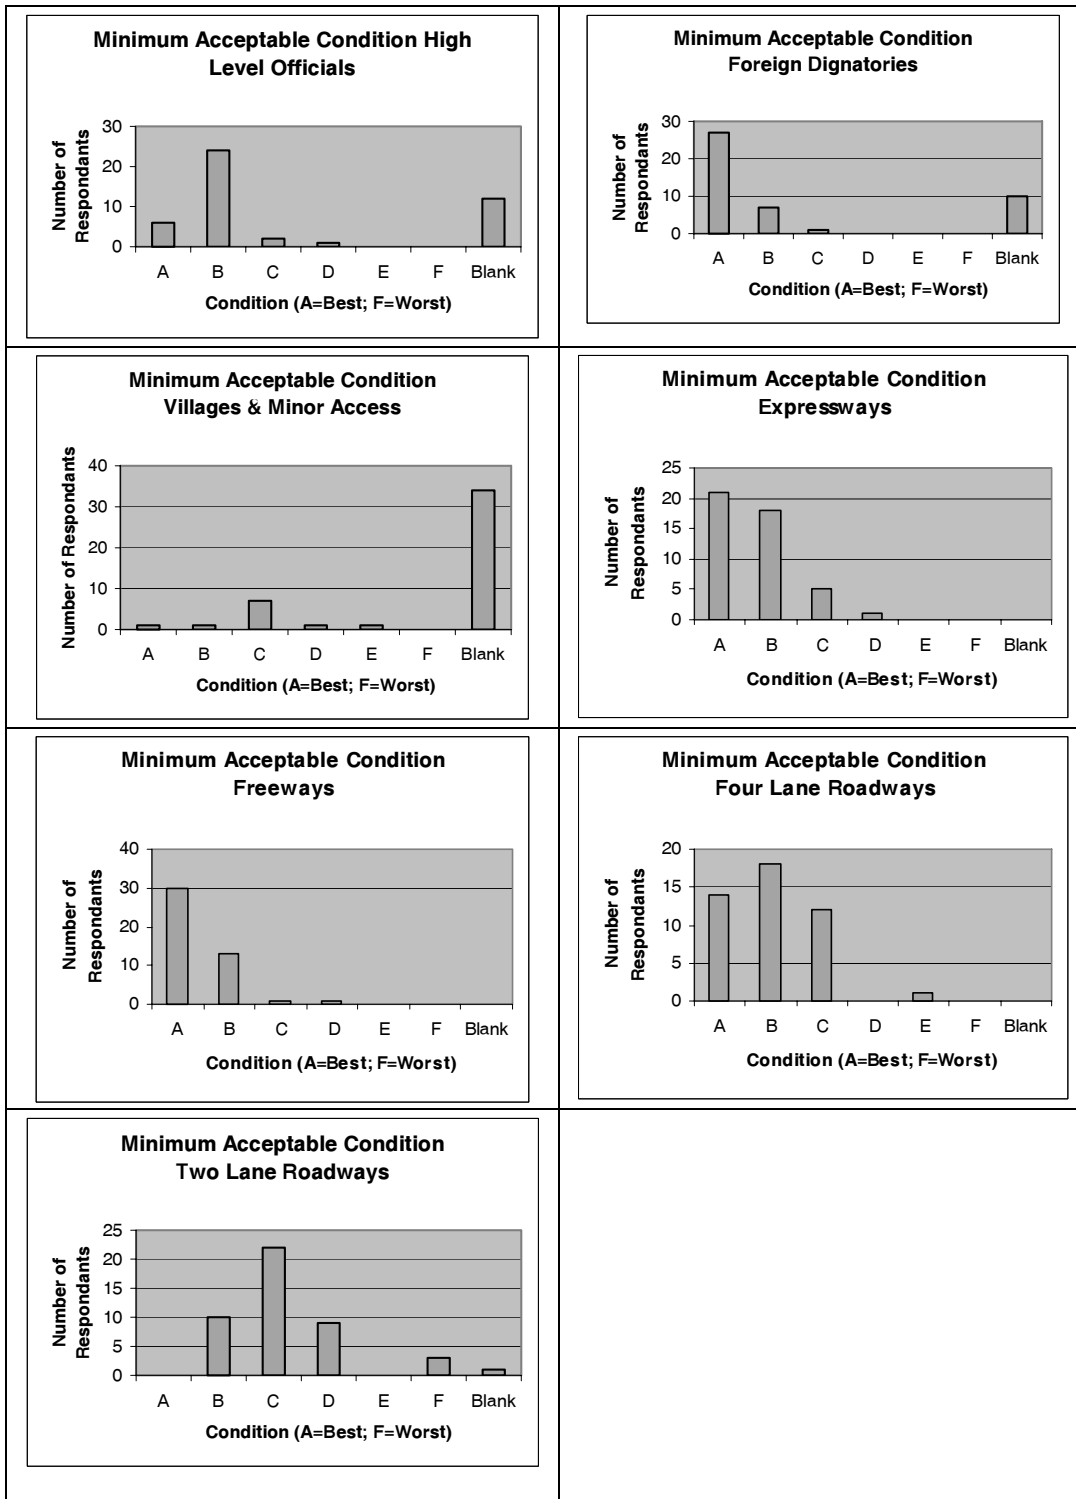 Minimum Acceptable Condition High
Level Officials
Number of
Respondants
30
20
10
0
A B C D E F Blank
Condition (A=Best; F=Worst)
Minimum Acceptable Condition
Foreign Dignatories
Number of
Respondants
30
20
10
0
A B C D E F Blank
Condition (A=Best; F=Worst)
Minimum Acceptable Condition
Villages & Minor Access
Number of Respondants
40
30
20
10
0
A B C D E F Blank
Condition (A=Best; F=Worst)
Minimum Acceptable Condition
Expressways
Number of
Respondants
25
20
15
10
5
0
A B C D E F Blank
Condition (A=Best; F=Worst)
Minimum Acceptable Condition
Freeways
Number of
Respondants
40
30
20
10
0
A B C D E F Blank
Condition (A=Best; F=Worst)
Minimum Acceptable Condition
Four Lane Roadways
Number of
Respondants
20
15
10
5
0
A B C D E F Blank
Condition (A=Best; F=Worst)
Minimum Acceptable Condition
Two Lane Roadways
Number of
Respondants
25
20
15
10
5
0
A B C D E F Blank
Condition (A=Best; F=Worst)